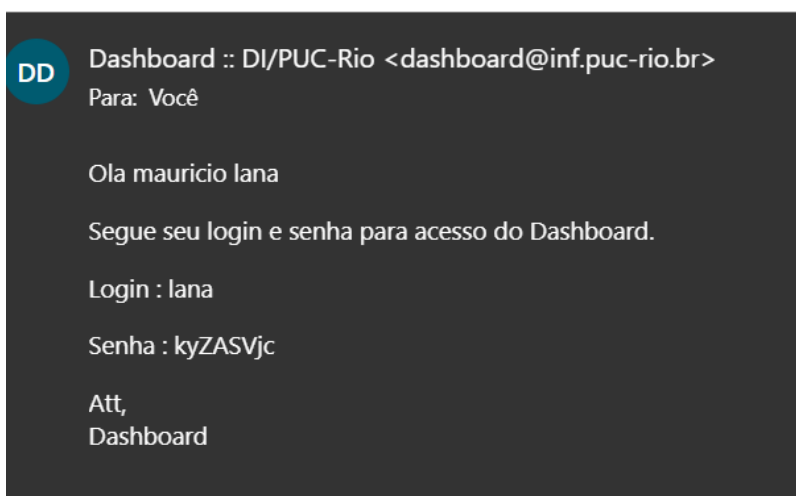 DD
Dashboard :: DI/PUC-Rio <dashboard@inf.puc-rio.br>
Para: Você
Ola mauricio lana
Segue seu login e senha para acesso do Dashboard.
Login : lana
Senha : kyZASVjc
Att,
Dashboard